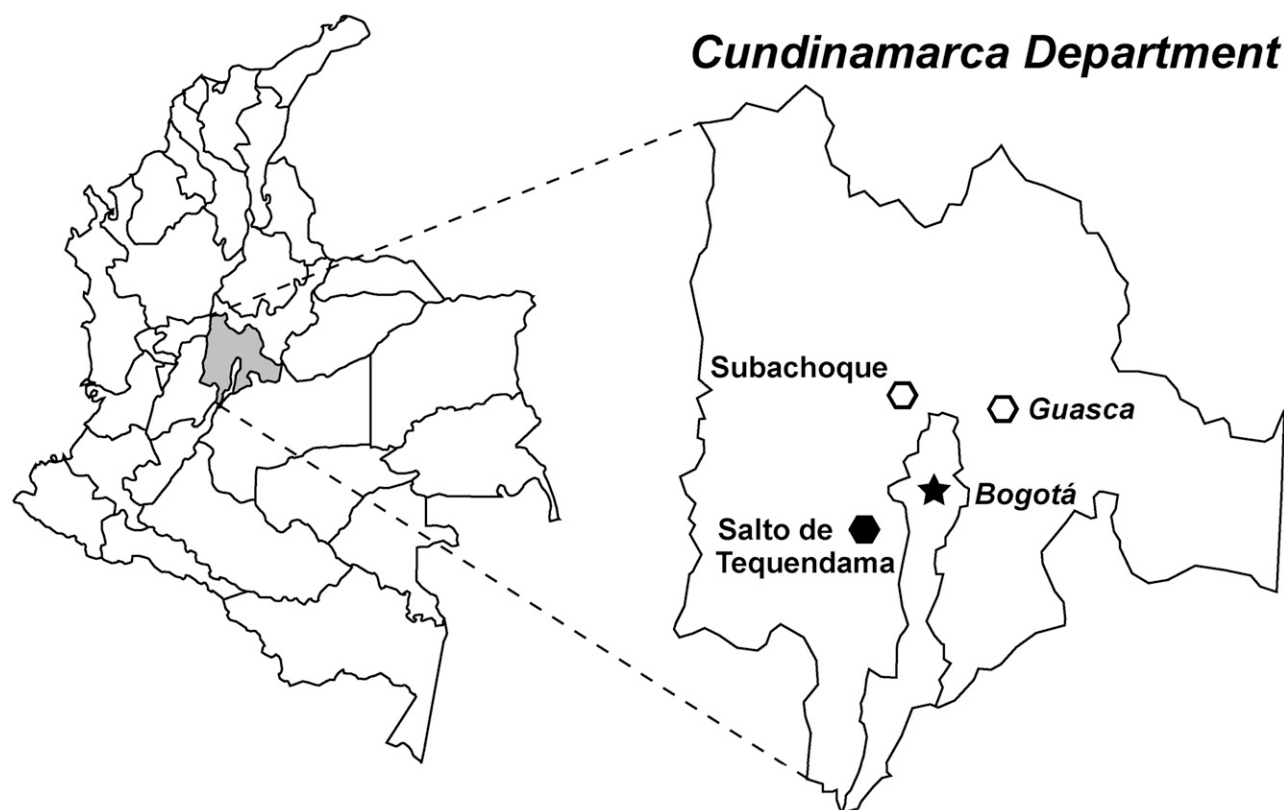 Cundinamarca Department
Subachoque
Guasca
Bogotá
Salto de
Tequendama